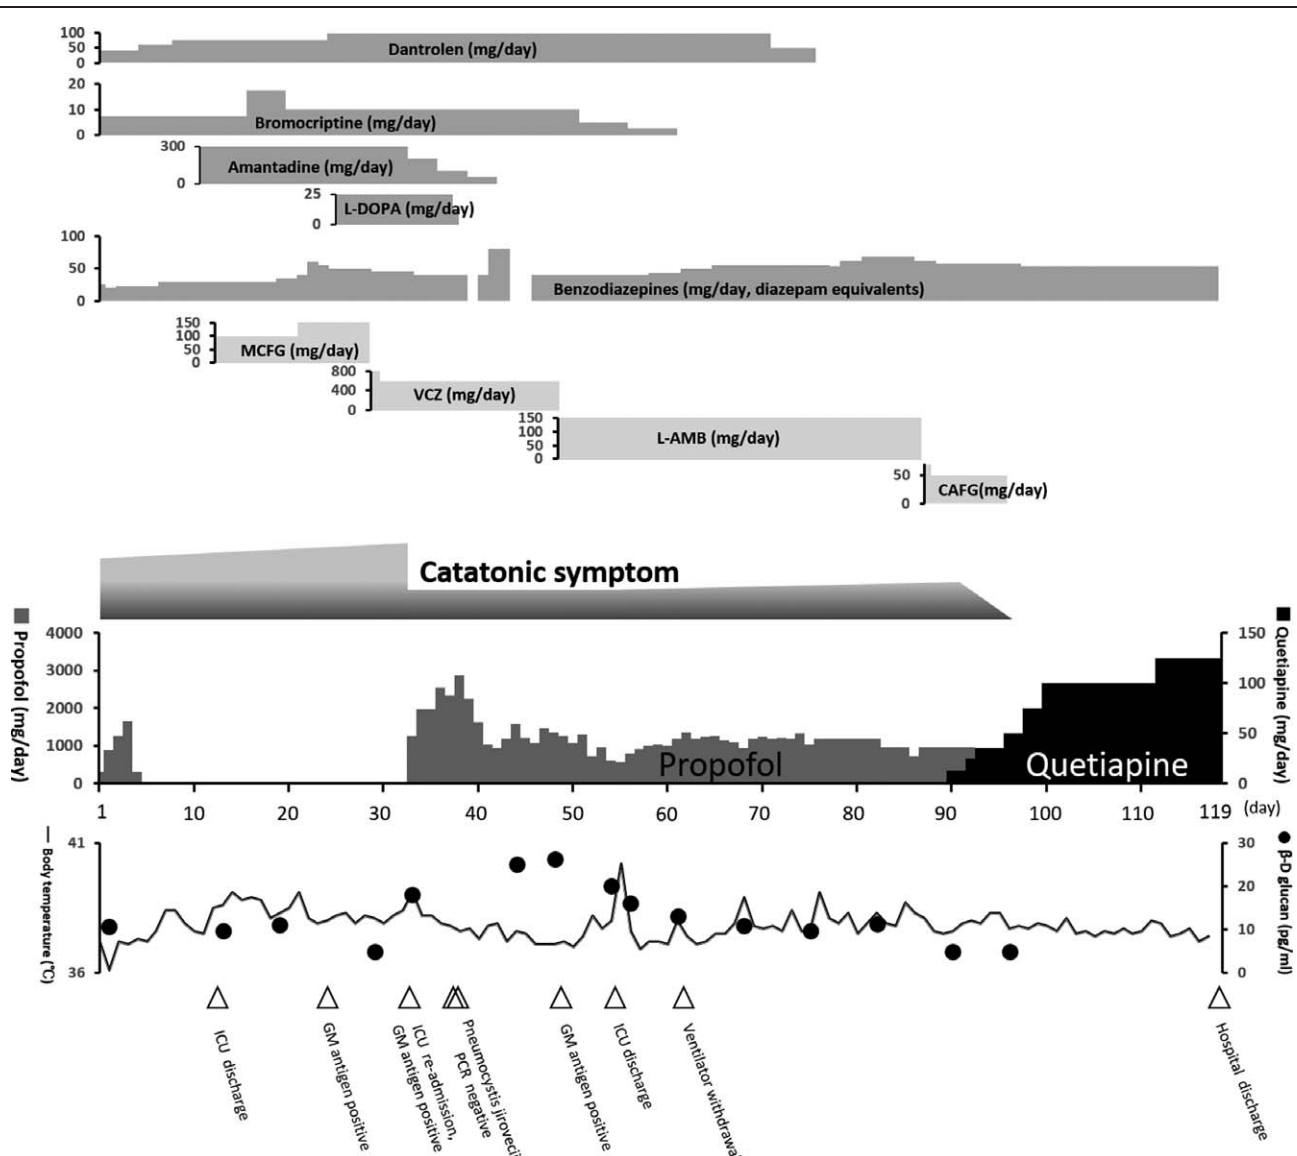 100
50
0
Dantrolen (mg/day)
20
10
0
Bromocriptine (mg/day)
300
0
Amantadine (mg/day)
25
0
L-DOPA (mg/day)
100
50
0
Benzodiazepines (mg/day, diazepam equivalents)
150
100
50
0
MCFG (mg/day)
800
400
0
VCZ (mg/day)
150
100
50
0
L-AMB (mg/day)
50
0
CAFG(mg/day)
Catatonic symptom
Propofol (mg/day)
4000
3000
2000
1000
0
Propofol
Quetiapine
150
100
50
0
Quetiapine (mg/day)
1 10 20 30 40 50 60 70 80 90 100 110 119 (day)
Body temperature (℃)
41
36
30
20
10
0
β-D glucan (pg/ml)
ICU discharge
GM antigen positive
ICU re-admission,
GM antigen positive
Pneumocystis jirovecii
PCR negative
GM antigen positive
ICU discharge
Ventilator withdrawal
Hospital discharge